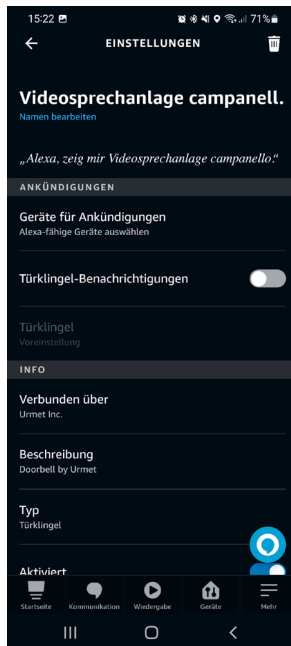 15:22 71%
EINSTELLUNGEN
Videosprechanlage campanell.
Namen bearbeiten
„Alexa, zeig mir Videosprechanlage campanello.“
ANKÜNDIGUNGEN
Geräte für Ankündigungen
Alexa-fähige Geräte auswählen
Türklingel-Benachrichtigungen
Türklingel
Voreinstellung
INFO
Verbunden über
Urmet Inc.
Beschreibung
Doorbell by Urmet
Typ
Türklingel
Aktiviert
Startseite Kommunikation Wiedergabe Geräte Mehr